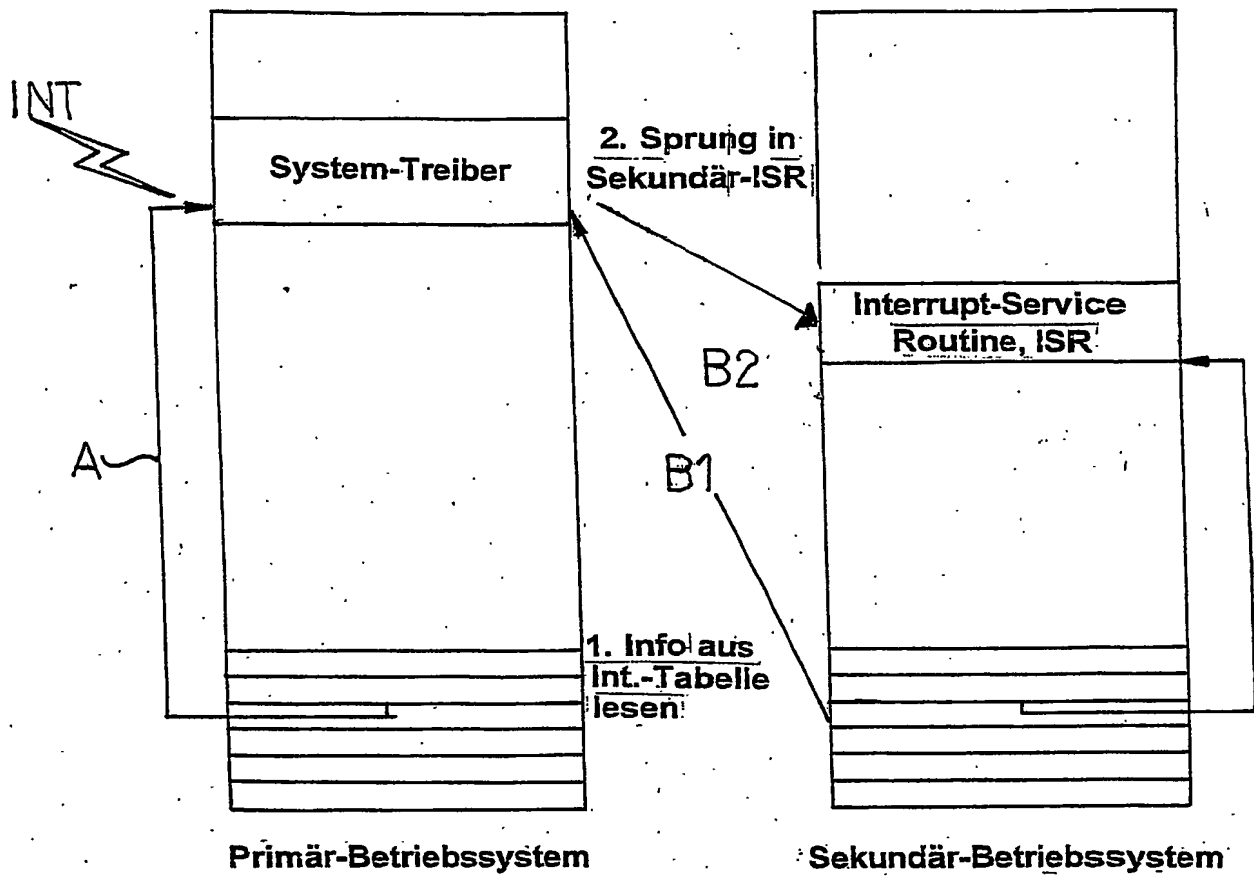 INT
System-Treiber
2. Sprung in
Sekundär-ISR
Interrupt-Service
Routine, ISR
B2
A
B1
1. Info aus
Int.-Tabelle
lesen
Primär-Betriebssystem
Sekundär-Betriebssystem